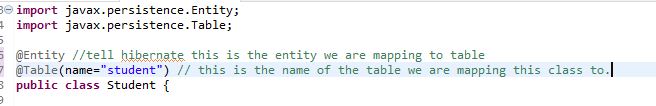 import javax.persistence.Entity;
import javax.persistence.Table;
@Entity //tell hibernate this is the entity we are mapping to table
@Table(name="student") // this is the name of the table we are mapping this class to.
public class Student {